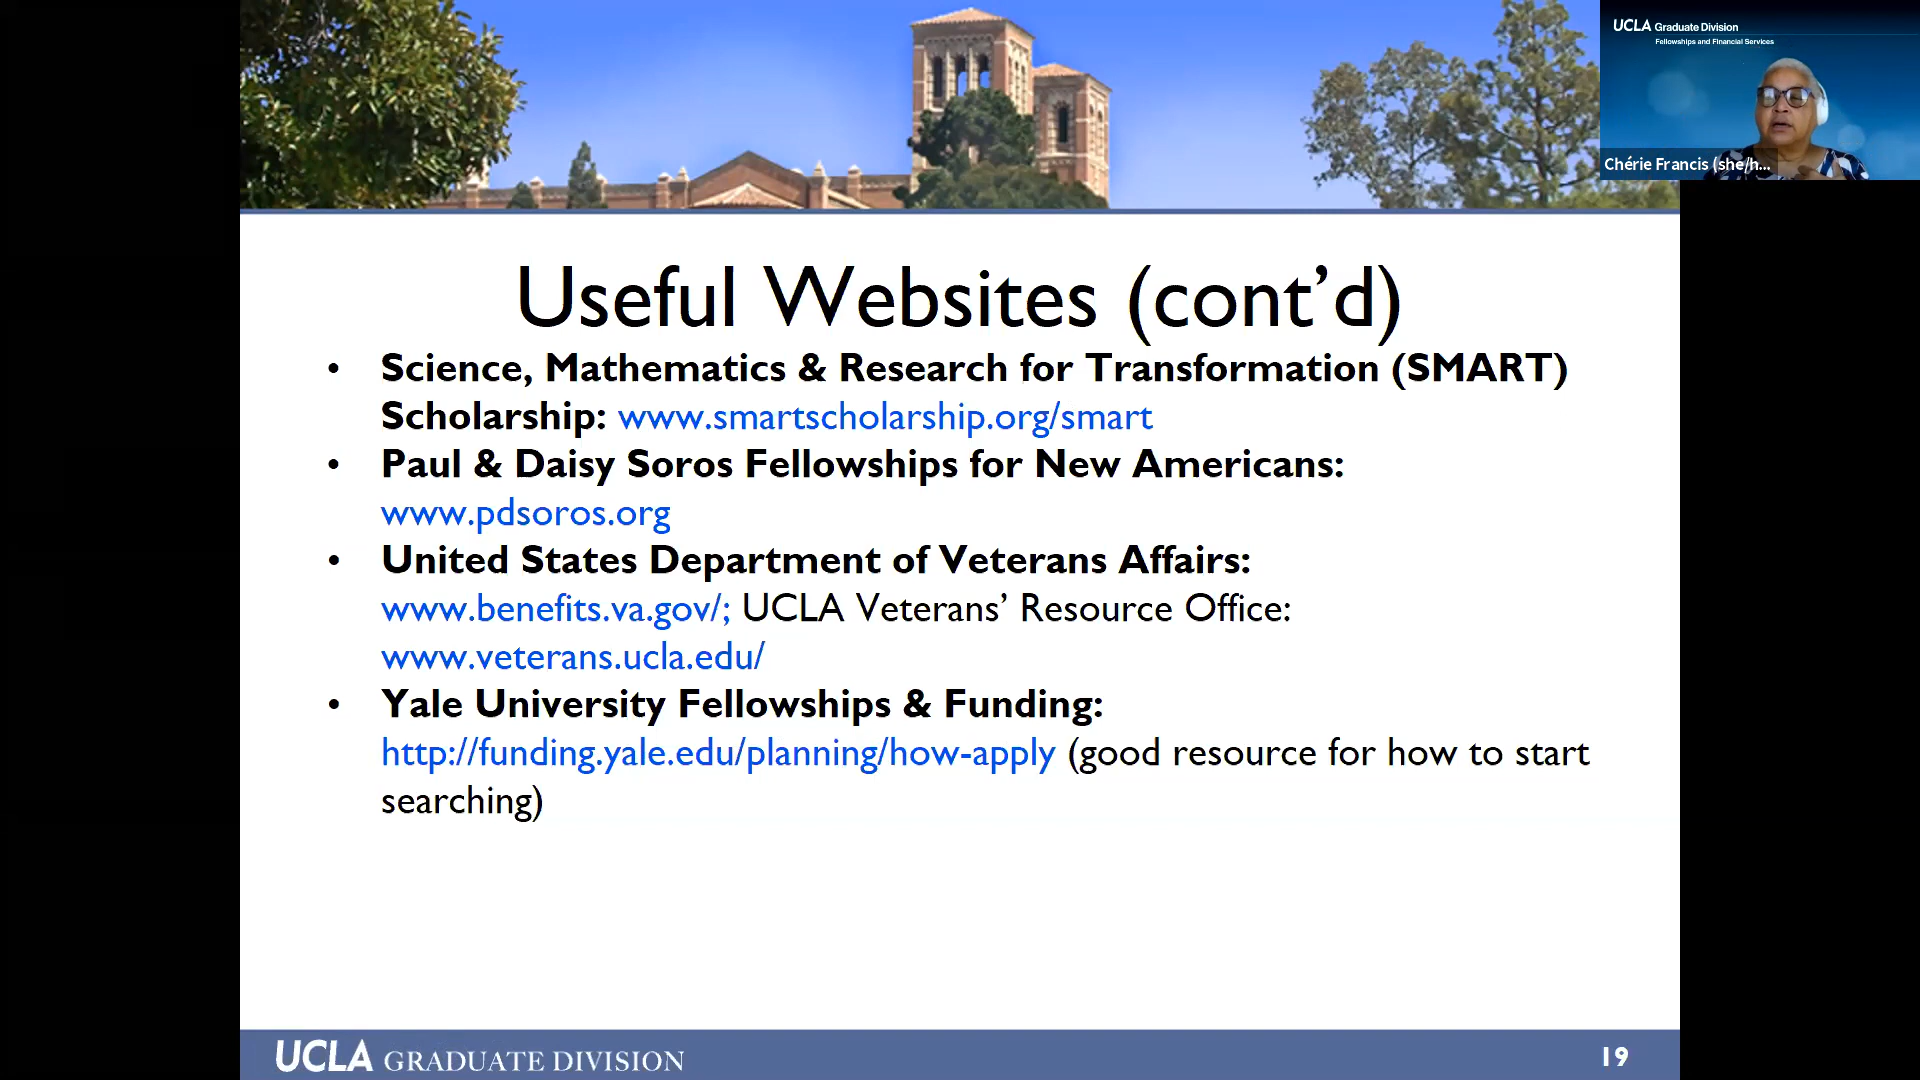 UCLA Graduate Division
Fellowships and Financial Services
Chérie Francis (she/h...
Useful Websites (cont’d)
• Science, Mathematics & Research for Transformation (SMART)
Scholarship: www.smartscholarship.org/smart
• Paul & Daisy Soros Fellowships for New Americans:
www.pdsoros.org
• United States Department of Veterans Affairs:
www.benefits.va.gov/; UCLA Veterans’ Resource Office:
www.veterans.ucla.edu/
• Yale University Fellowships & Funding:
http://funding.yale.edu/planning/how-apply (good resource for how to start
searching)
UCLA GRADUATE DIVISION
19